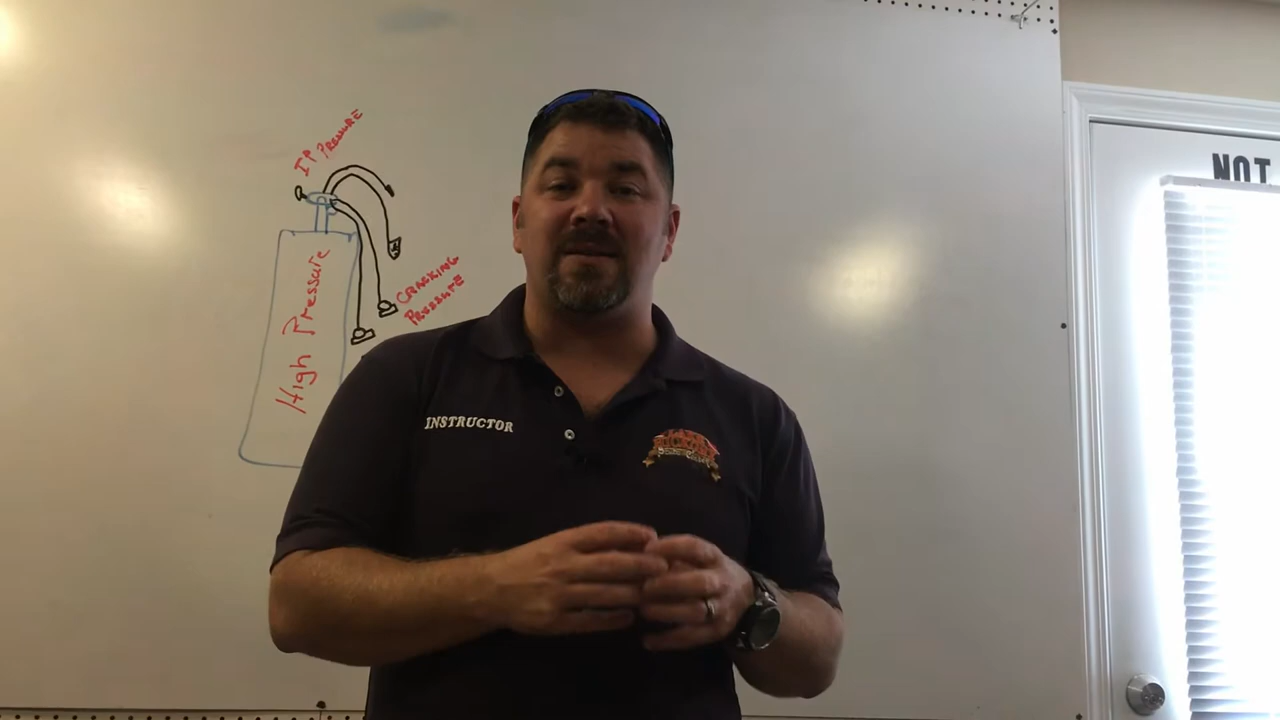 IP PRESSURE
CRACKING
PRESSURE
High Pressure
INSTRUCTOR
NOT